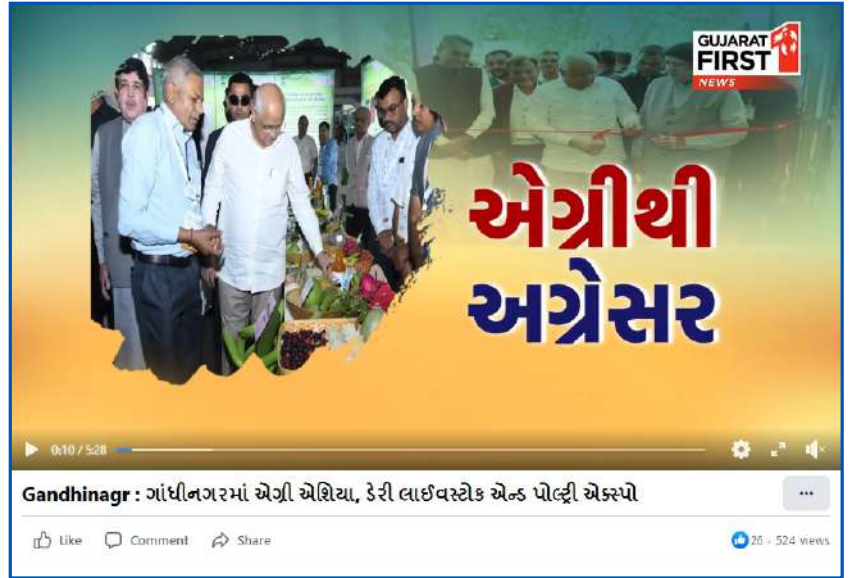 GUJARAT
FIRST
NEWS
એગ્રીથી
અગ્રેસર
0:10 / 5:28
Gandhinagr : ગાંધીનગરમાં એગ્રી એશિયા, ડેરી લાઈવસ્ટોક એન્ડ પોલ્ટ્રી એક્સ્પો
Like Comment Share 26 - 524 views